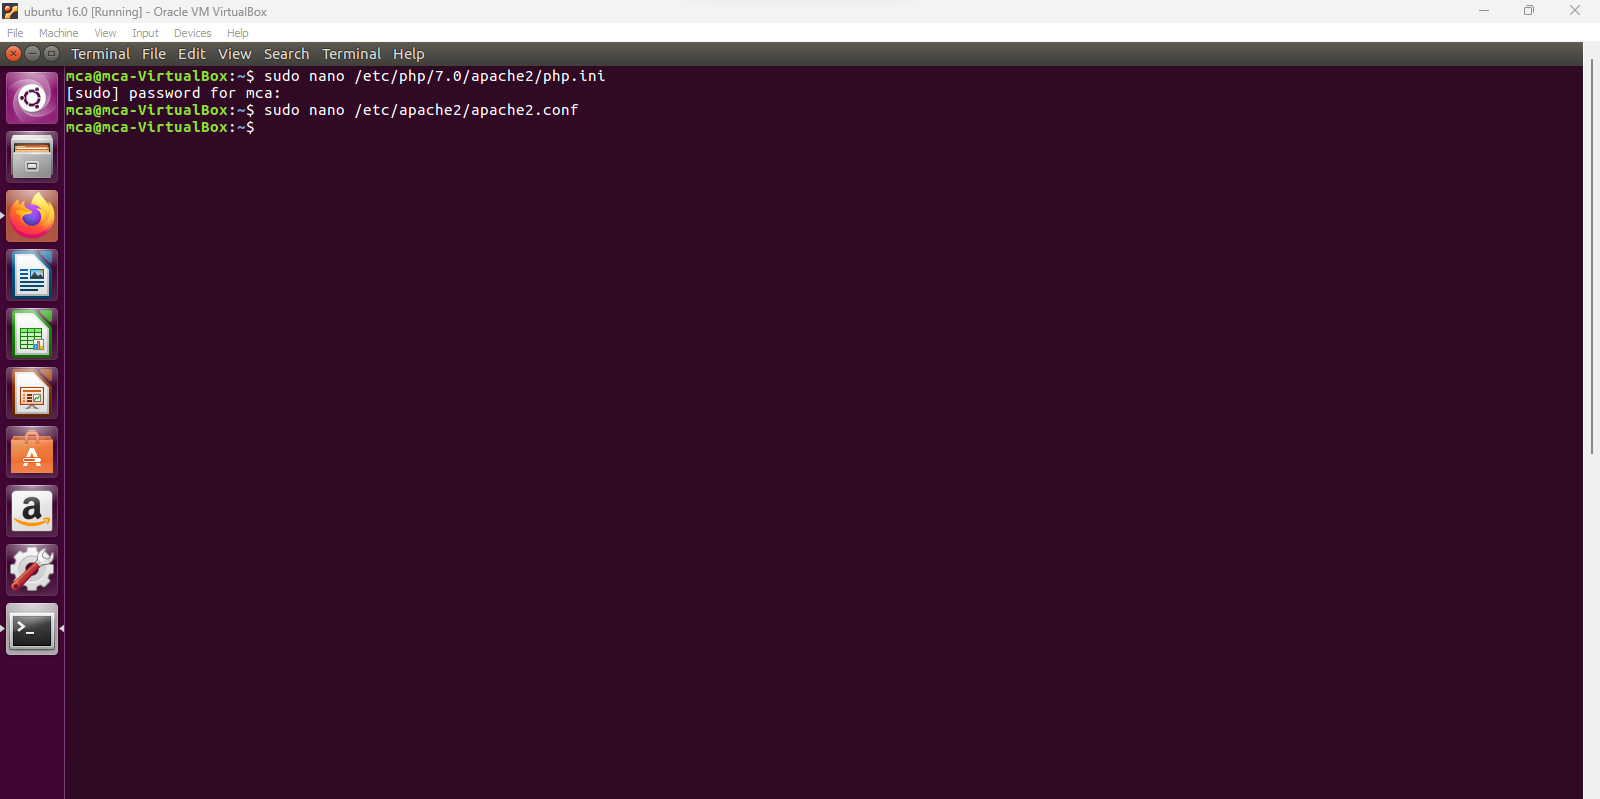 ubuntu 16.0 [Running] - Oracle VM VirtualBox
File Machine View Input Devices Help
Terminal File Edit View Search Terminal Help
mca@mca-VirtualBox:~$ sudo nano /etc/php/7.0/apache2/php.ini
[sudo] password for mca:
mca@mca-VirtualBox:~$ sudo nano /etc/apache2/apache2.conf
mca@mca-VirtualBox:~$